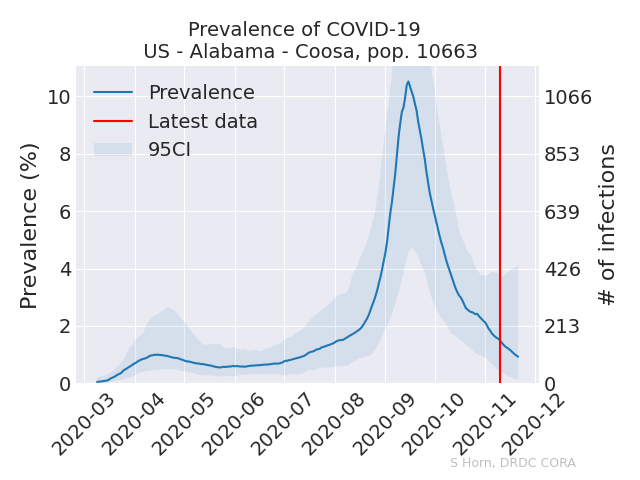 Prevalence of COVID-19
US - Alabama - Coosa, pop. 10663
Prevalence
Latest data
95CI
Prevalence (%)
10
8
6
4
2
0
1066
853
639
426
213
0
# of infections
2020-03
2020-04
2020-05
2020-06
2020-07
2020-08
2020-09
2020-10
2020-11
2020-12
S Horn, DRDC CORA